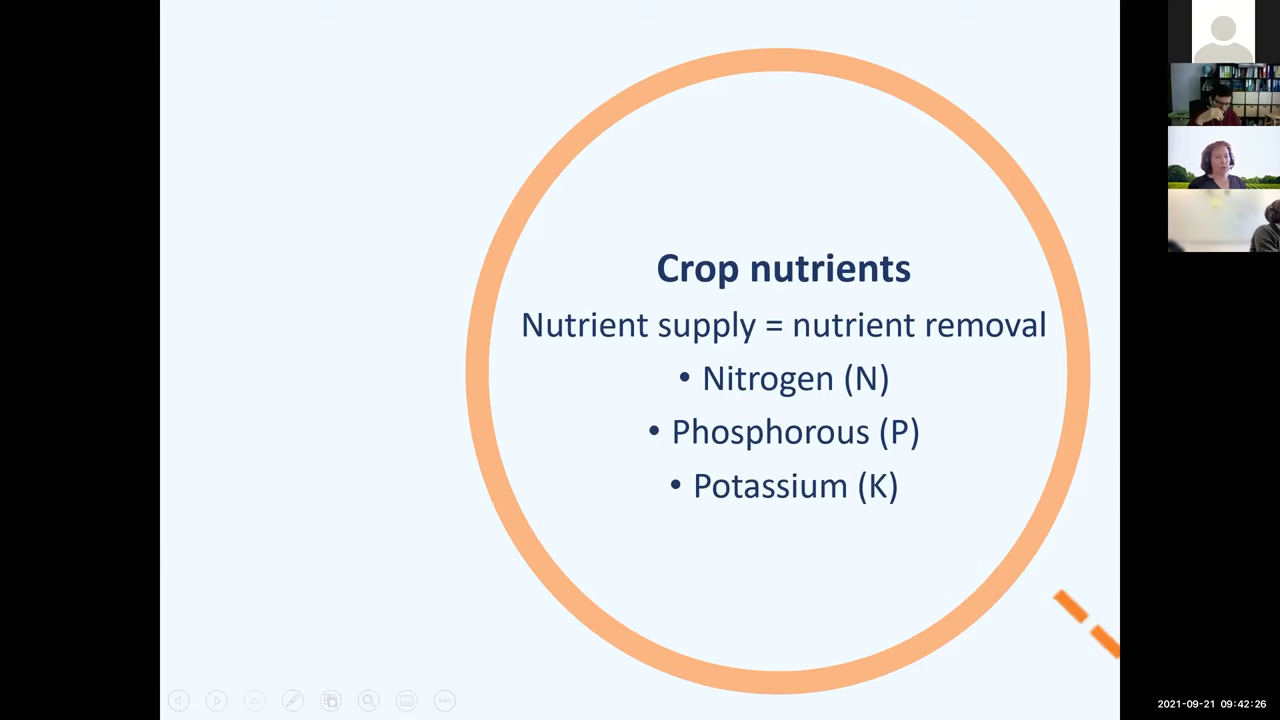 Crop nutrients
Nutrient supply = nutrient removal
• Nitrogen (N)
• Phosphorous (P)
• Potassium (K)
2021-09-21 09:42:26